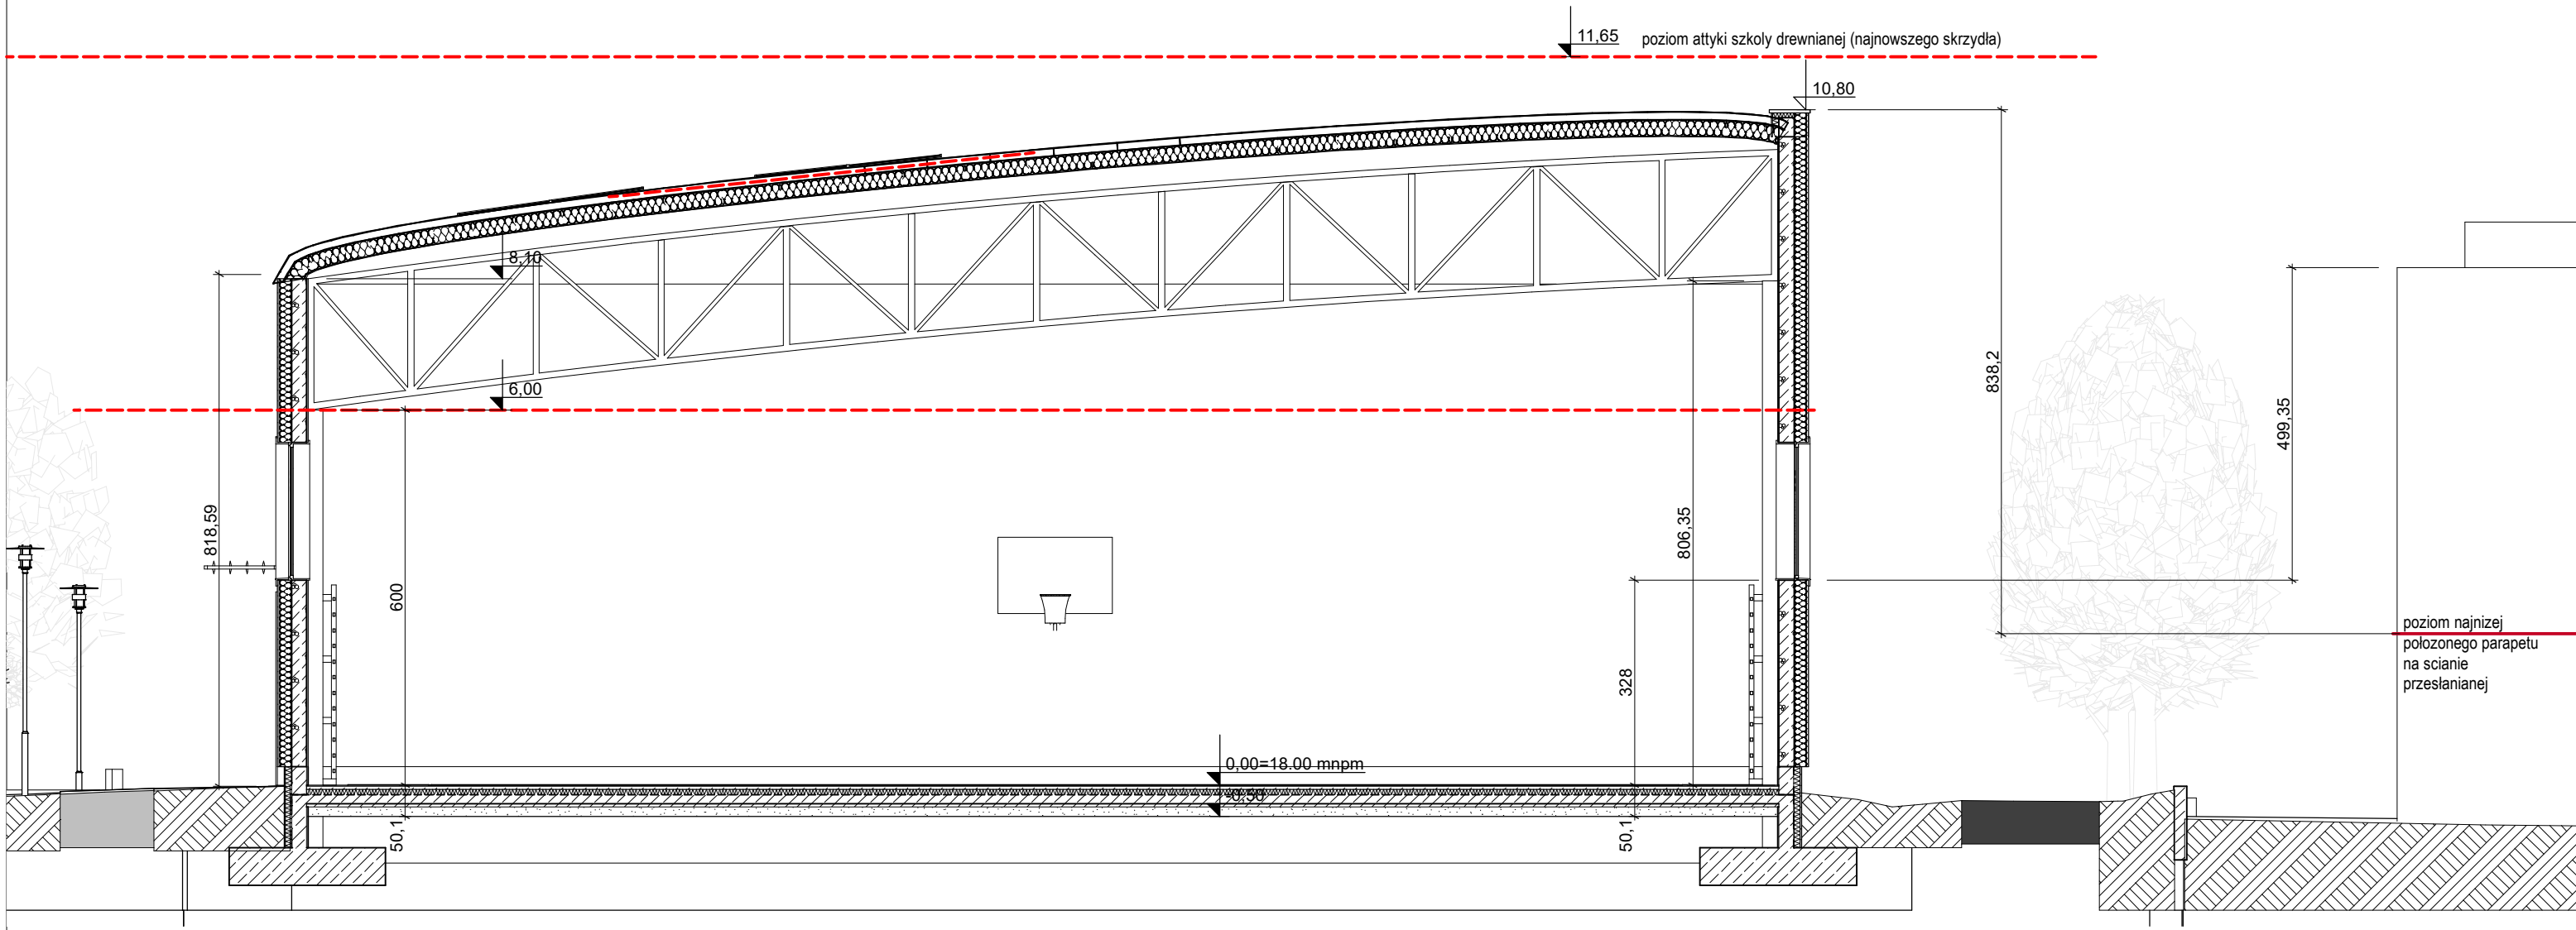 11,65
poziom attyki szkoly drewnianej (najnowszego skrzydła)
10,80
8,10
6,00
818,59
600
806,35
328
838,2
499,35
poziom najnizej
połozonego parapetu
na scianie
przesłanianej
0,00=18.00 mnpm
-0,50
50,1
50,1